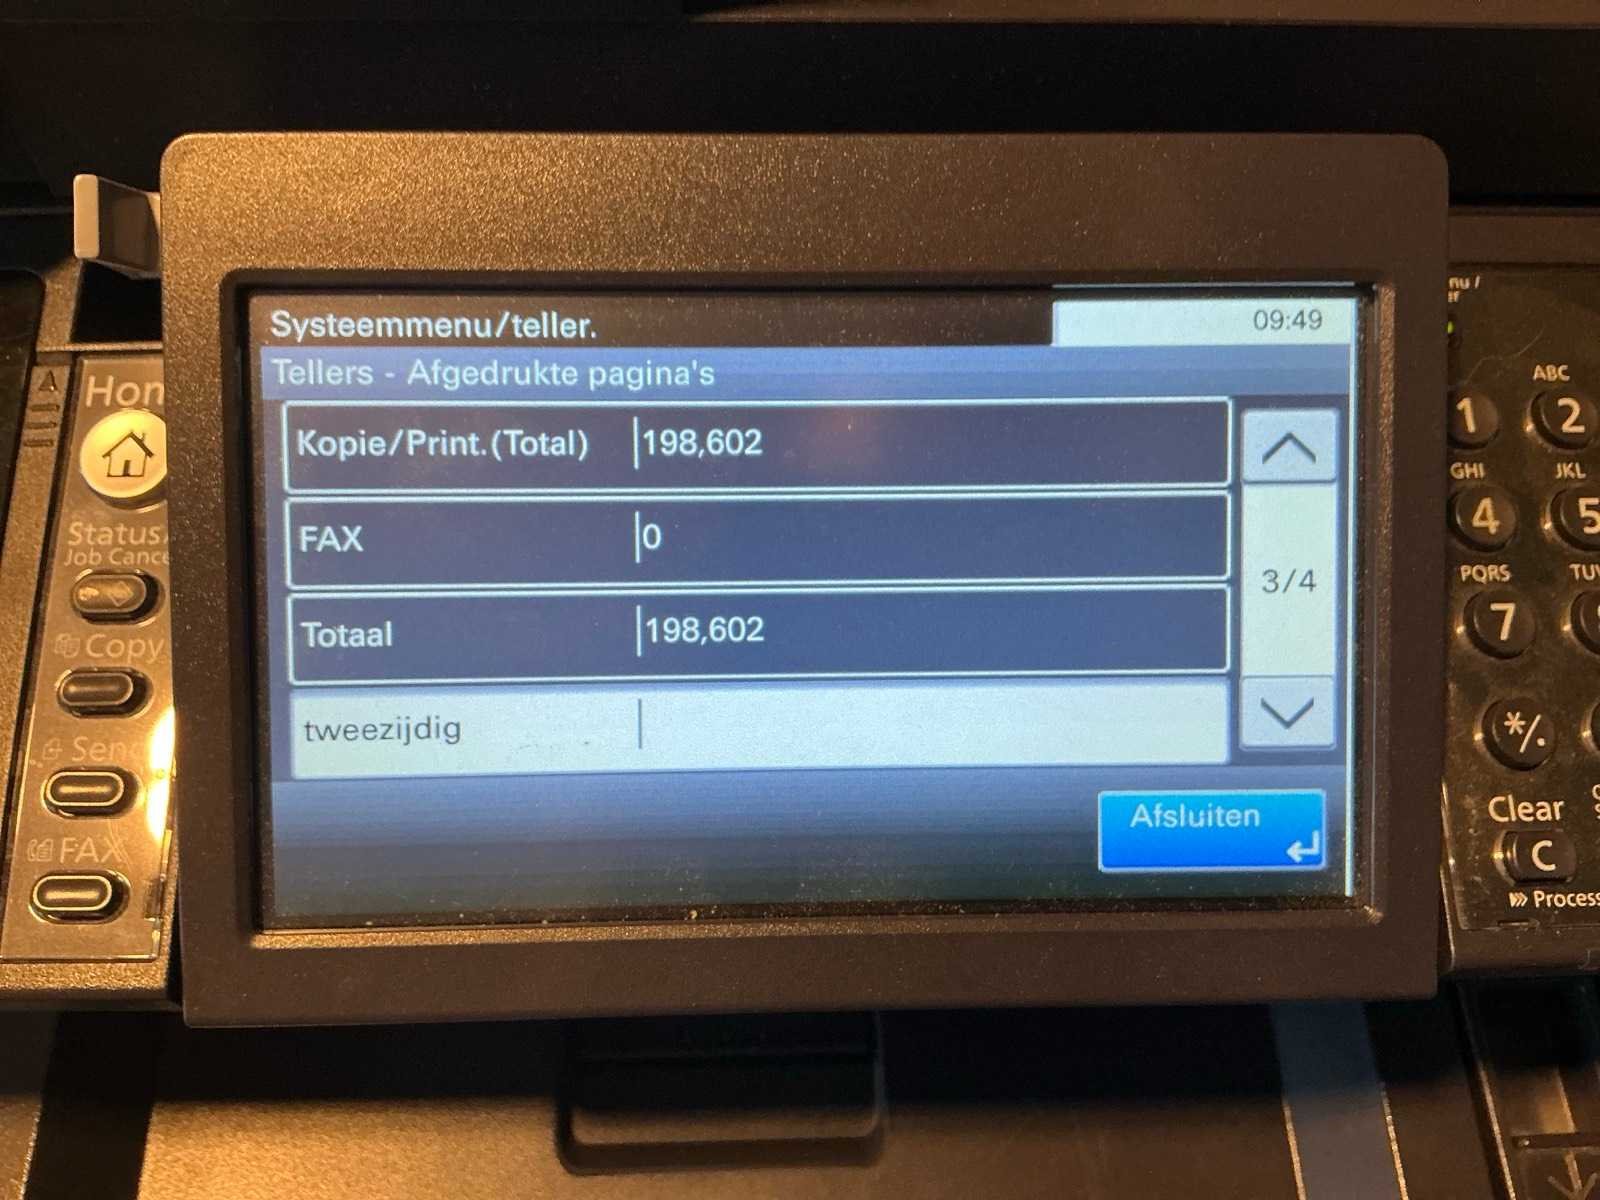 Systeemmenu/teller.
09:49
Tellers - Afgedrukte pagina's
Kopie/Print.(Total) 198,602
FAX 0
Totaal 198,602
tweezijdig
3/4
Afsluiten
Status
Job Cance
Copy
Send
FAX
ABC
1 2
GHI JKL
4 5
PQRS
7
*/.
Clear
C
Process